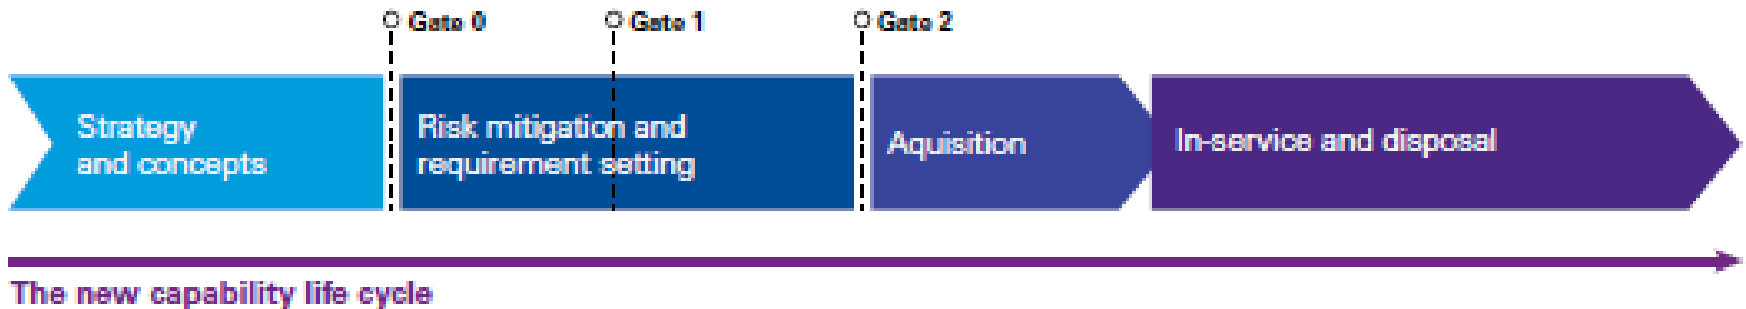 Gate 0
Gate 1
Gate 2
Strategy
and concepts
Risk mitigation and
requirement setting
Aquisition
In-service and disposal
The new capability life cycle